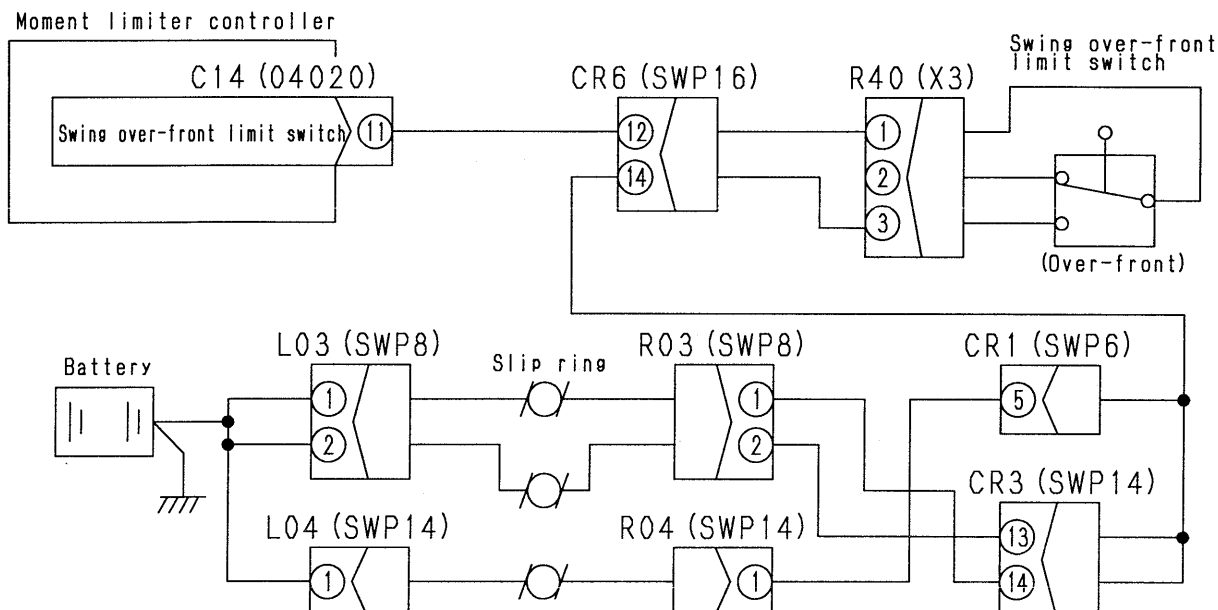 Moment limiter controller
C14 (04020)
Swing over-front limit switch
11
CR6 (SWP16)
12
14
R40 (X3)
1
2
3
Swing over-front
limit switch
(Over-front)
Battery
L03 (SWP8)
1
2
Slip ring
R03 (SWP8)
1
2
CR1 (SWP6)
5
L04 (SWP14)
1
R04 (SWP14)
1
CR3 (SWP14)
13
14